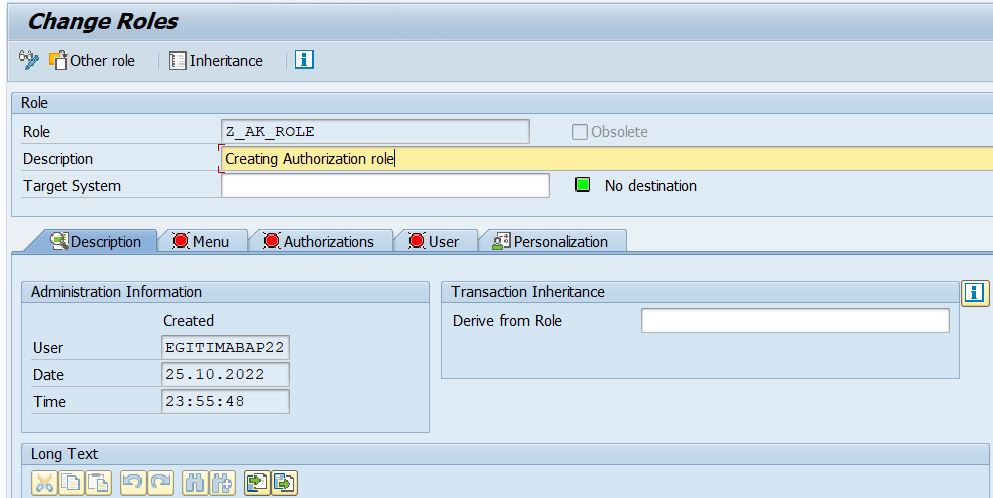 Change Roles
Other role Inheritance
Role
Role Z_AK_ROLE Obsolete
Description Creating Authorization role
Target System No destination
Description Menu Authorizations User Personalization
Administration Information Transaction Inheritance
Created Derive from Role
User EGITIMABAP22
Date 25.10.2022
Time 23:55:48
Long Text